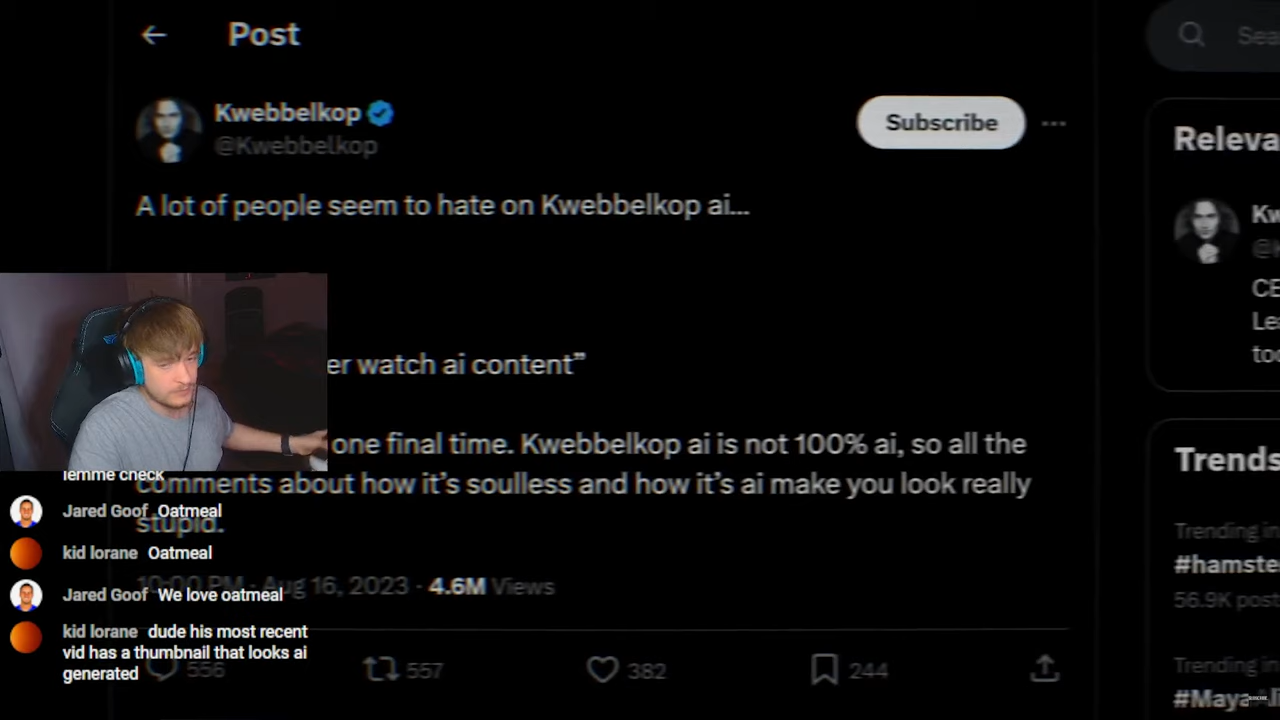 Post
Sea
Kwebbelkop
@Kwebbelkop
Subscribe
Releva
A lot of people seem to hate on Kwebbelkop ai...
Kw
@K
CE
Le
too
er watch ai content”
one final time. Kwebbelkop ai is not 100% ai, so all the
comments about how it’s soulless and how it’s ai make you look really
stupid.
10:00 PM · Aug 16, 2023 · 4.6M Views
556
557
382
244
Trends
Trending in
#hamste
56.9K post
Trending in
#Maya
lemme check
Jared Goof Oatmeal
kid lorane Oatmeal
Jared Goof We love oatmeal
kid lorane dude his most recent
vid has a thumbnail that looks ai
generated